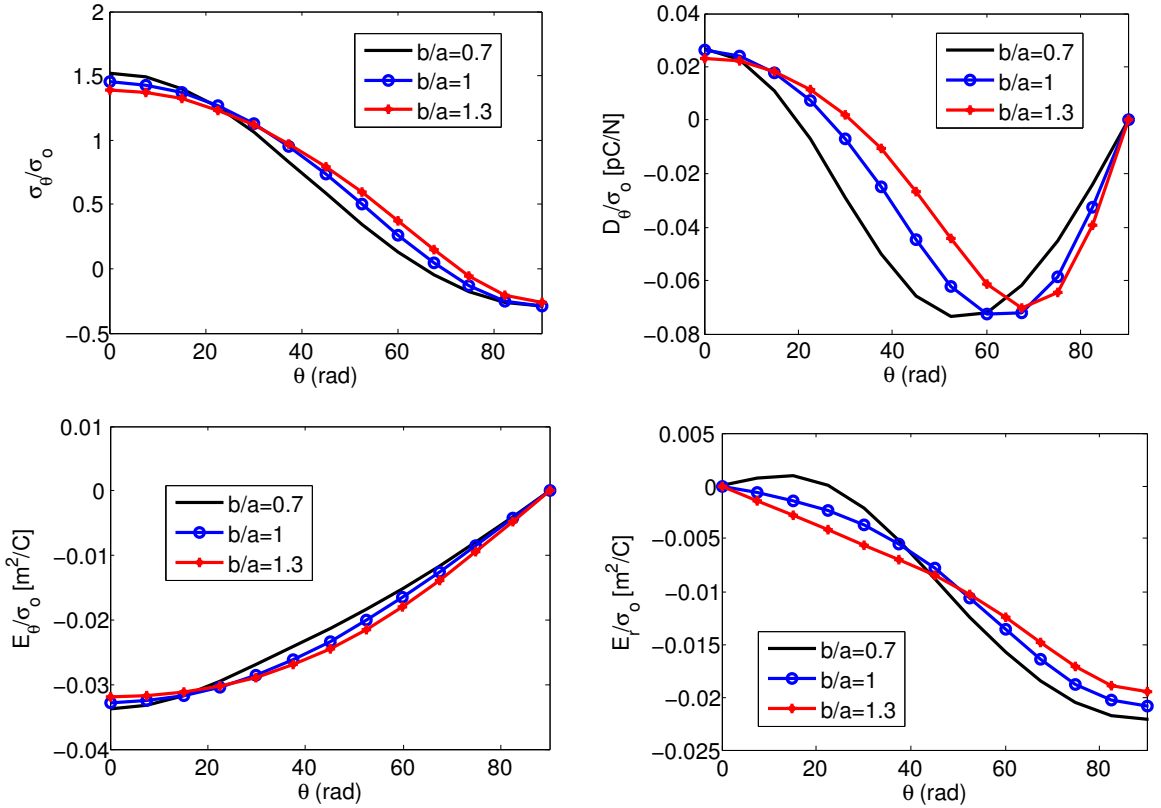 2
1.5
1
0.5
0
−0.5
σθ/σo
0 20 40 60 80
θ (rad)
b/a=0.7
b/a=1
b/a=1.3
0.04
0.02
0
−0.02
−0.04
−0.06
−0.08
Dθ/σo [pC/N]
0 20 40 60 80
θ (rad)
b/a=0.7
b/a=1
b/a=1.3
0.01
0
−0.01
−0.02
−0.03
−0.04
Eθ/σo [m²/C]
0 20 40 60 80
θ (rad)
b/a=0.7
b/a=1
b/a=1.3
0.005
0
−0.005
−0.01
−0.015
−0.02
−0.025
Er/σo [m²/C]
0 20 40 60 80
θ (rad)
b/a=0.7
b/a=1
b/a=1.3